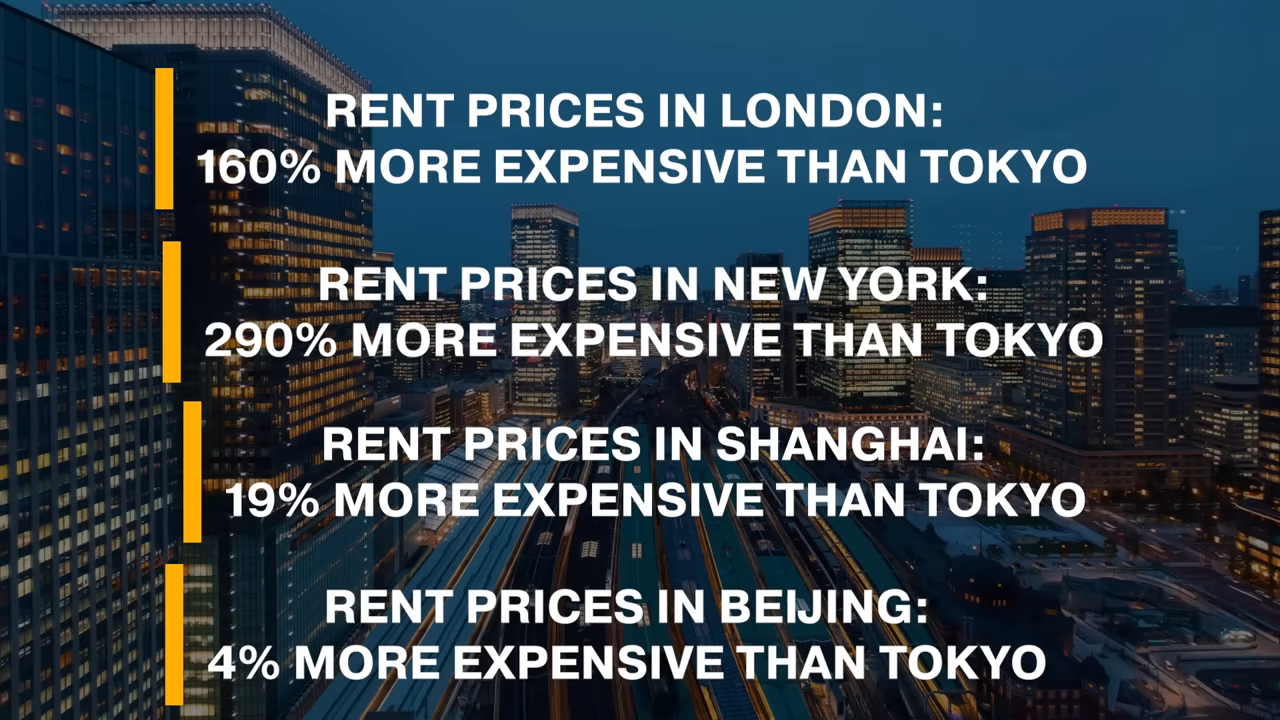 RENT PRICES IN LONDON:
160% MORE EXPENSIVE THAN TOKYO
RENT PRICES IN NEW YORK:
290% MORE EXPENSIVE THAN TOKYO
RENT PRICES IN SHANGHAI:
19% MORE EXPENSIVE THAN TOKYO
RENT PRICES IN BEIJING:
4% MORE EXPENSIVE THAN TOKYO